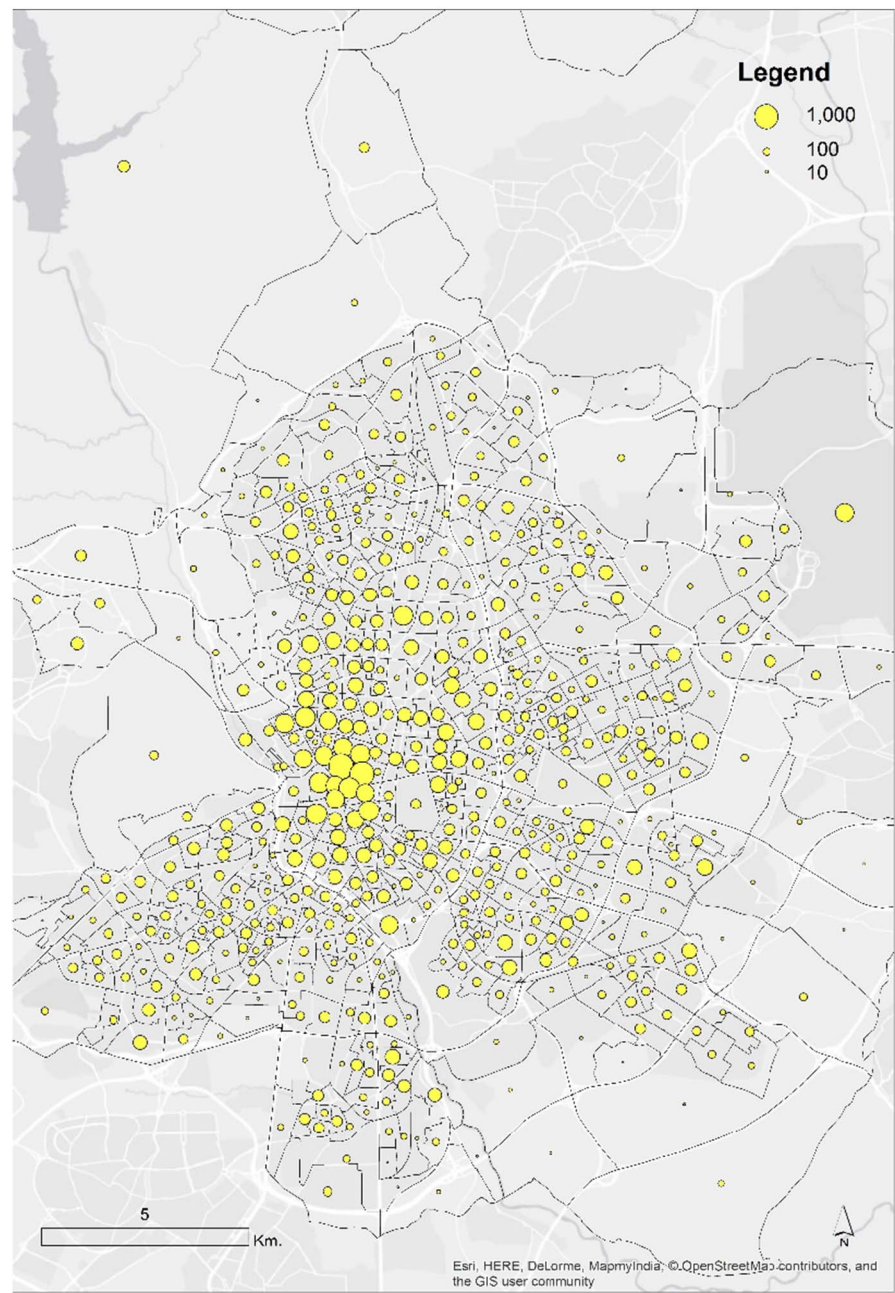 Legend
1,000
100
10
5
Km.
N
Esri, HERE, DeLorme, MapmyIndia, © OpenStreetMap contributors, and
the GIS user community